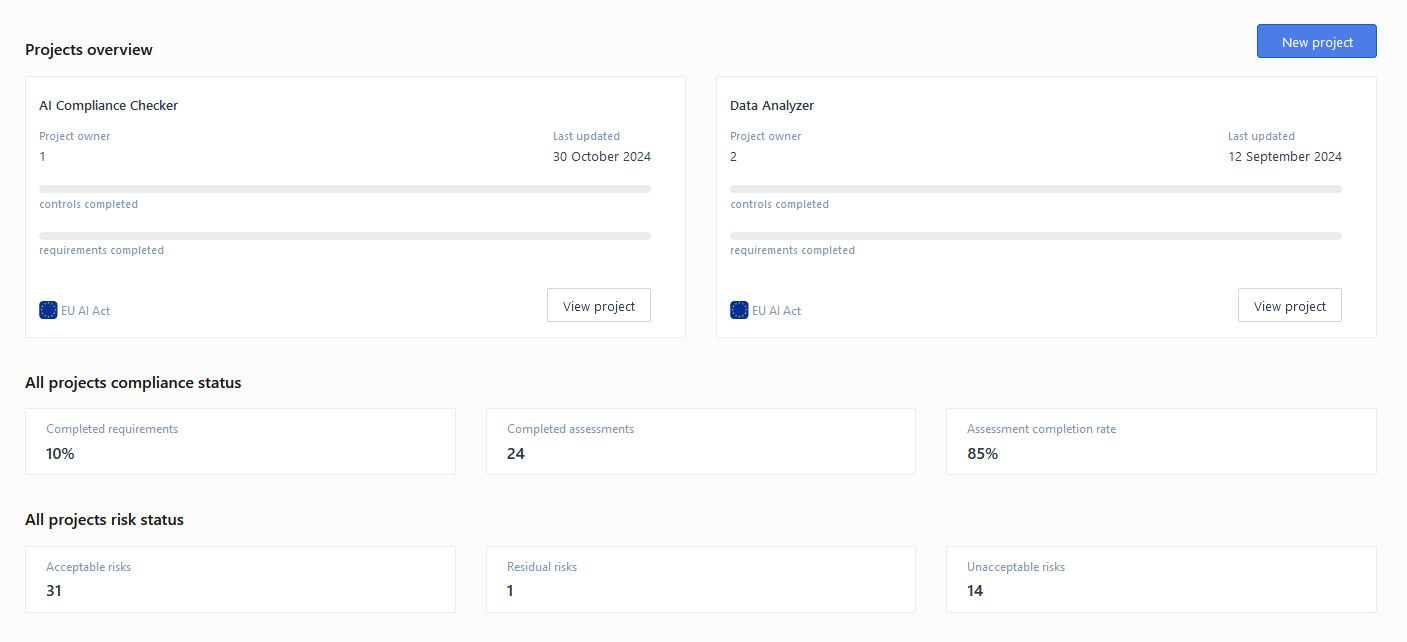 Projects overview
New project
AI Compliance Checker
Project owner
1
Last updated
30 October 2024
controls completed
requirements completed
EU AI Act
View project
Data Analyzer
Project owner
2
Last updated
12 September 2024
controls completed
requirements completed
EU AI Act
View project
All projects compliance status
Completed requirements
10%
Completed assessments
24
Assessment completion rate
85%
All projects risk status
Acceptable risks
31
Residual risks
1
Unacceptable risks
14